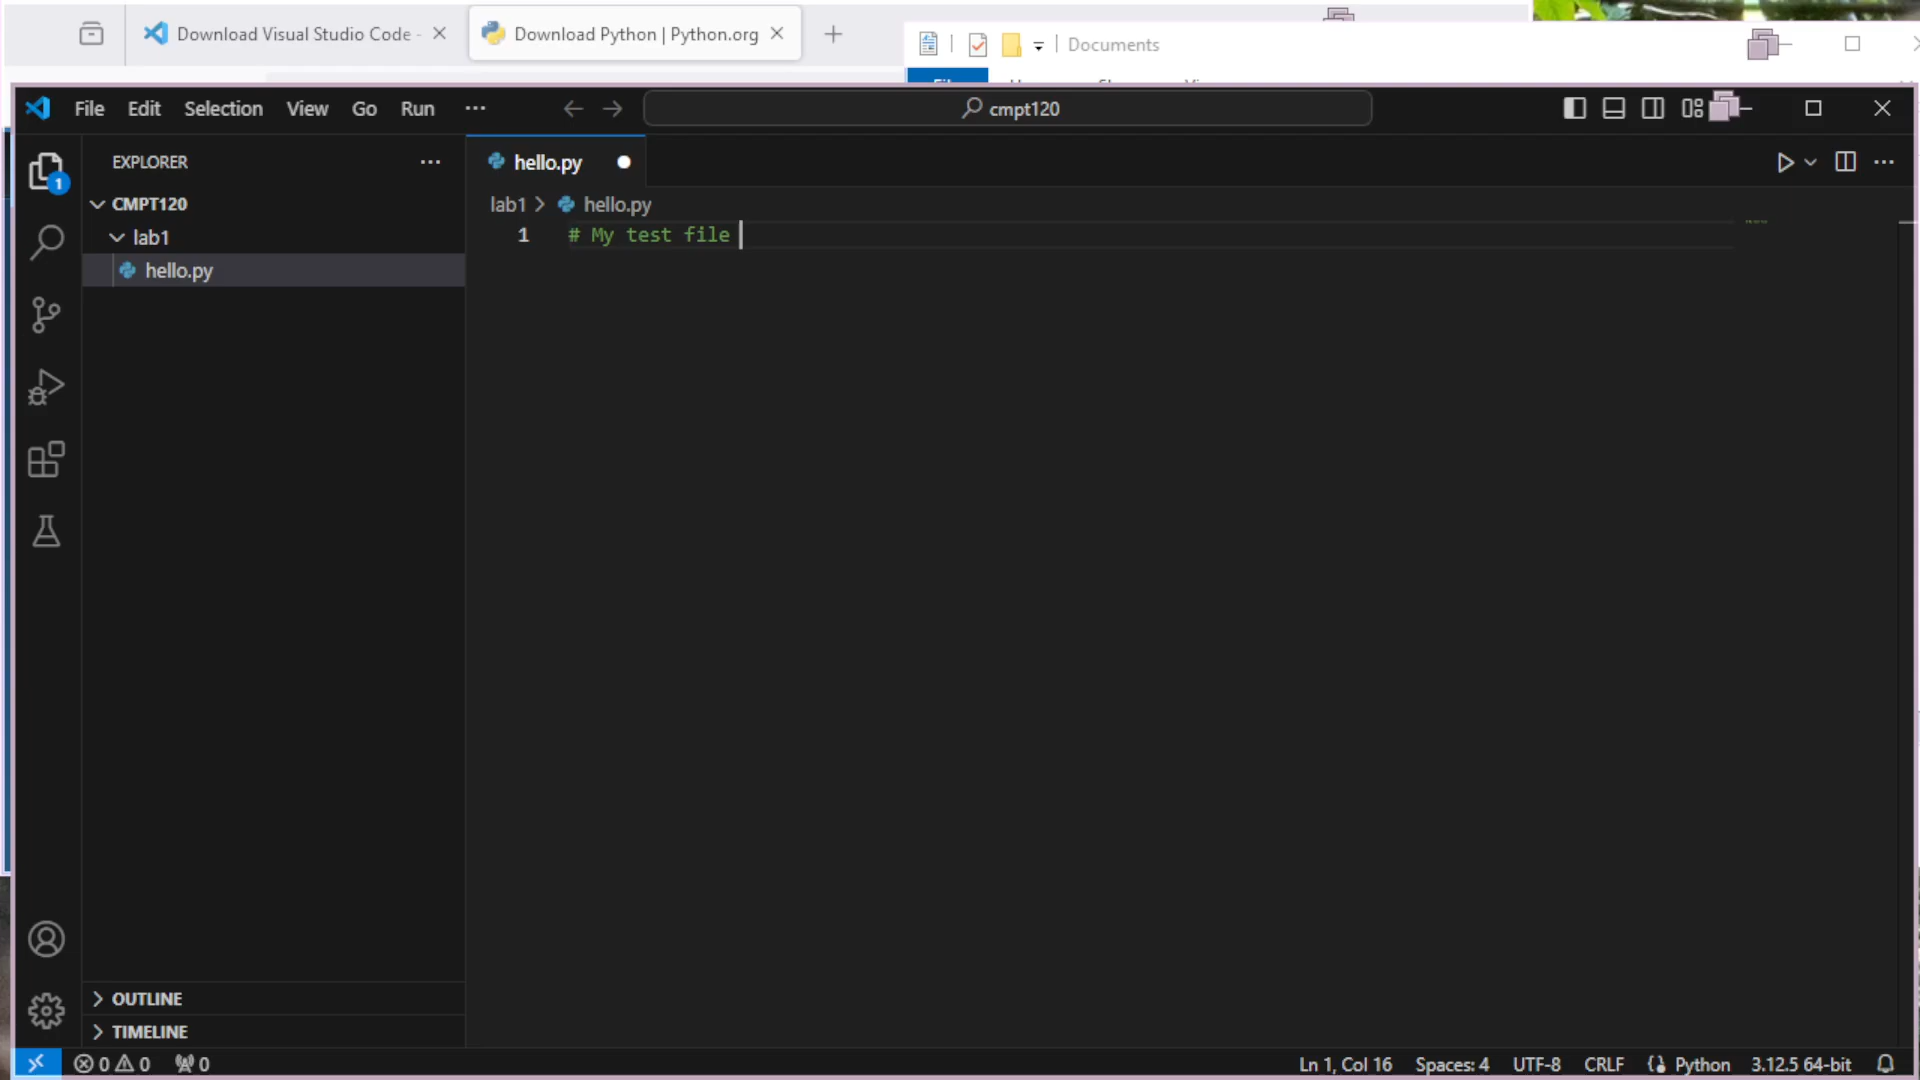 Download Visual Studio Code -
Download Python | Python.org
Documents
File Edit Selection View Go Run
cmpt120
EXPLORER
hello.py
CMPT120
lab1 > hello.py
lab1
1 # My test file
hello.py
OUTLINE
TIMELINE
0 0 0
Ln 1, Col 16 Spaces: 4 UTF-8 CRLF Python 3.12.5 64-bit
1